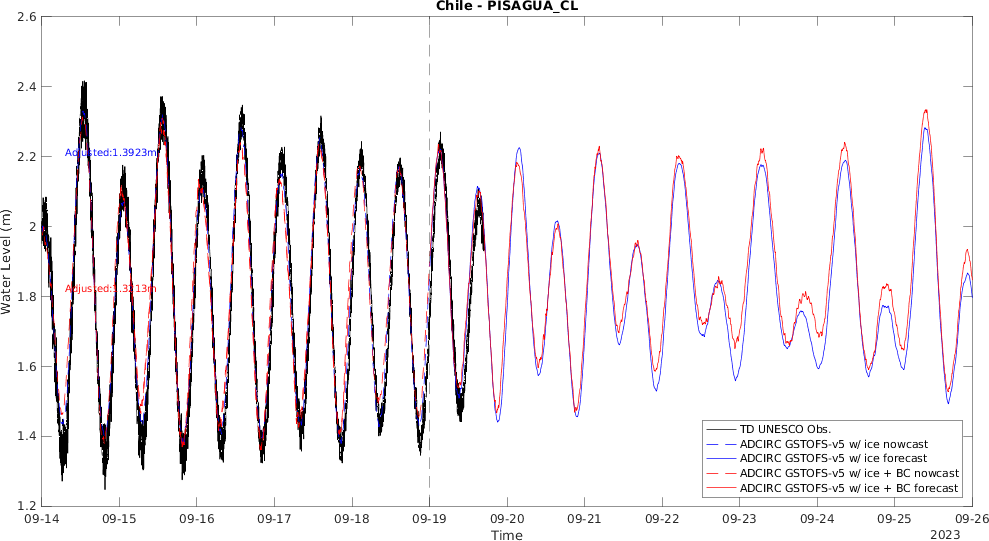 Chile - PISAGUA_CL
2.6
2.4
2.2
2
1.8
1.6
1.4
1.2
Water Level (m)
Adjusted:1.3923m
TD UNESCO Obs.
ADCIRC GSTOFS-v5 w/ ice nowcast
ADCIRC GSTOFS-v5 w/ ice forecast
ADCIRC GSTOFS-v5 w/ ice + BC nowcast
ADCIRC GSTOFS-v5 w/ ice + BC forecast
09-14 09-15 09-16 09-17 09-18 09-19 09-20 09-21 09-22 09-23 09-24 09-25 09-26
Time
2023